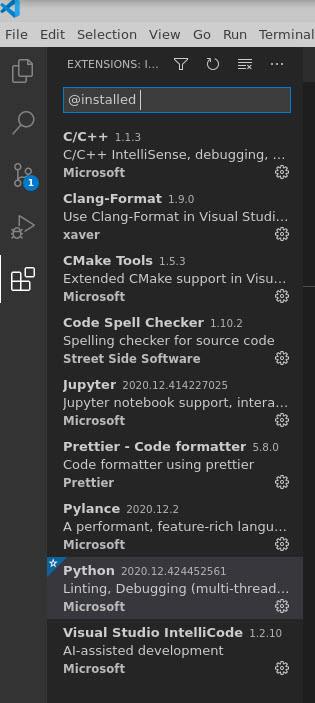 File Edit Selection View Go Run Terminal
EXTENSIONS: I...
@installed
C/C++ 1.1.3
C/C++ IntelliSense, debugging, ...
Microsoft
Clang-Format 1.9.0
Use Clang-Format in Visual Studi...
xaver
CMake Tools 1.5.3
Extended CMake support in Visu...
Microsoft
1
Code Spell Checker 1.10.2
Spelling checker for source code
Street Side Software
Jupyter 2020.12.414227025
Jupyter notebook support, intera...
Microsoft
Prettier - Code formatter 5.8.0
Code formatter using prettier
Prettier
Pylance 2020.12.2
A performant, feature-rich langu...
Microsoft
Python 2020.12.424452561
Linting, Debugging (multi-thread...
Microsoft
Visual Studio IntelliCode 1.2.10
AI-assisted development
Microsoft